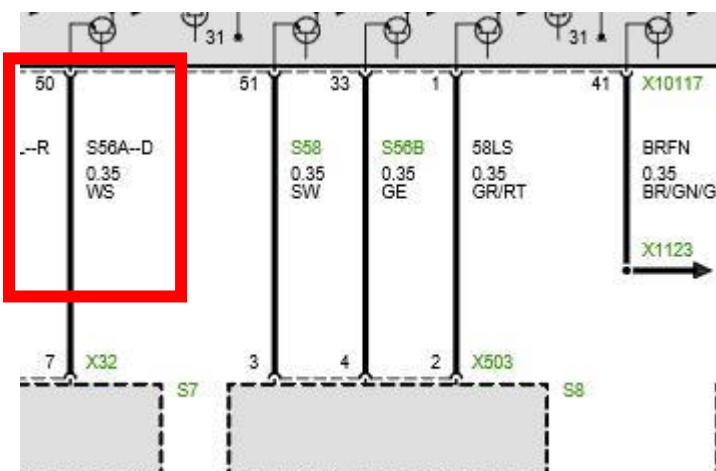 31 31
50 51 33 1 41 X10117
--R S56A--D S58 S56B 58LS BRFN
0.35 0.35 0.35 0.35 0.35
WS SW GE GR/RT BR/GN/G
X1123
7 X32 3 4 2 X503
S7 S8